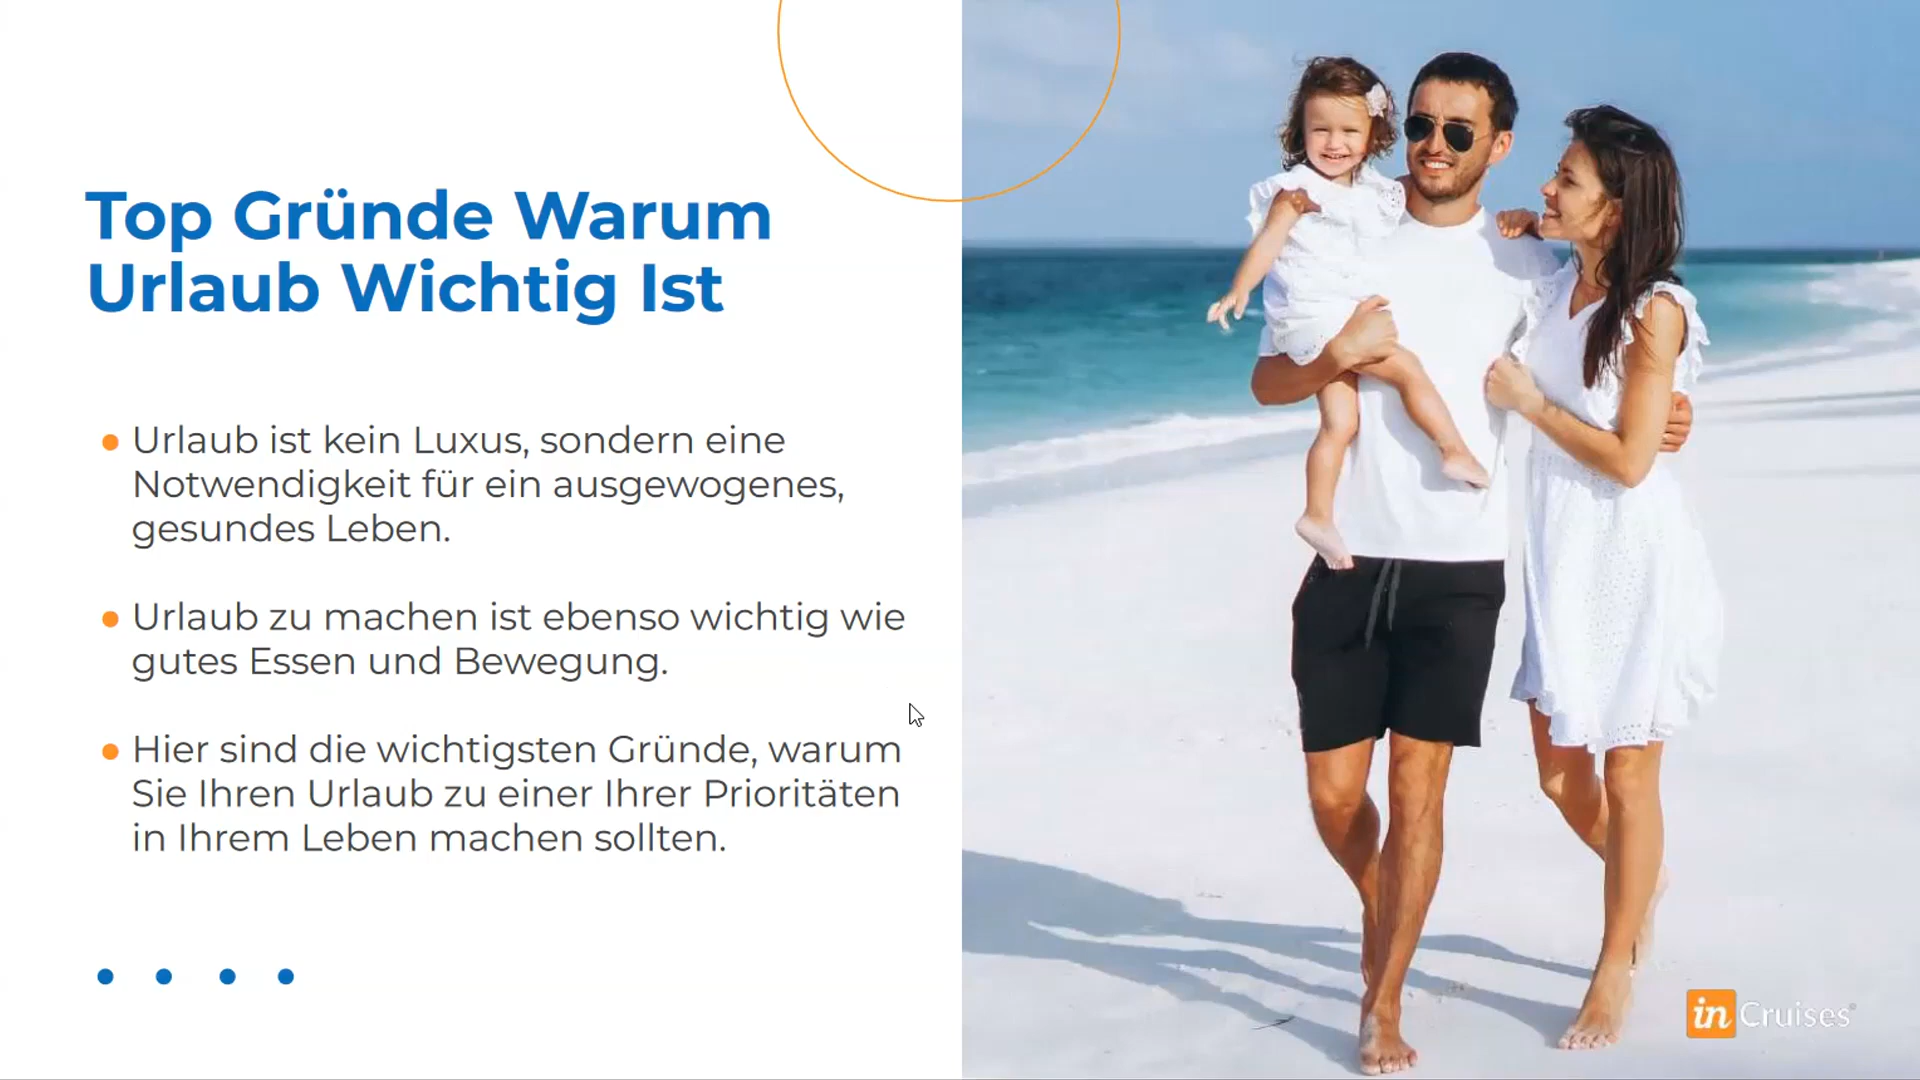 Top Gründe Warum
Urlaub Wichtig Ist
Urlaub ist kein Luxus, sondern eine
Notwendigkeit für ein ausgewogenes,
gesundes Leben.
Urlaub zu machen ist ebenso wichtig wie
gutes Essen und Bewegung.
Hier sind die wichtigsten Gründe, warum
Sie Ihren Urlaub zu einer Ihrer Prioritäten
in Ihrem Leben machen sollten.
in Cruises®